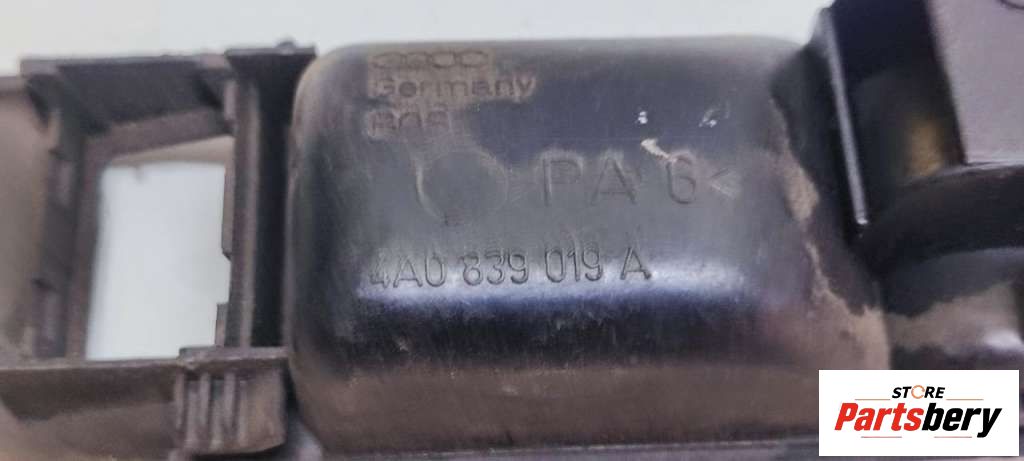 Germany
>PA 6<
4A0 839 019 A
STORE
Partsbery